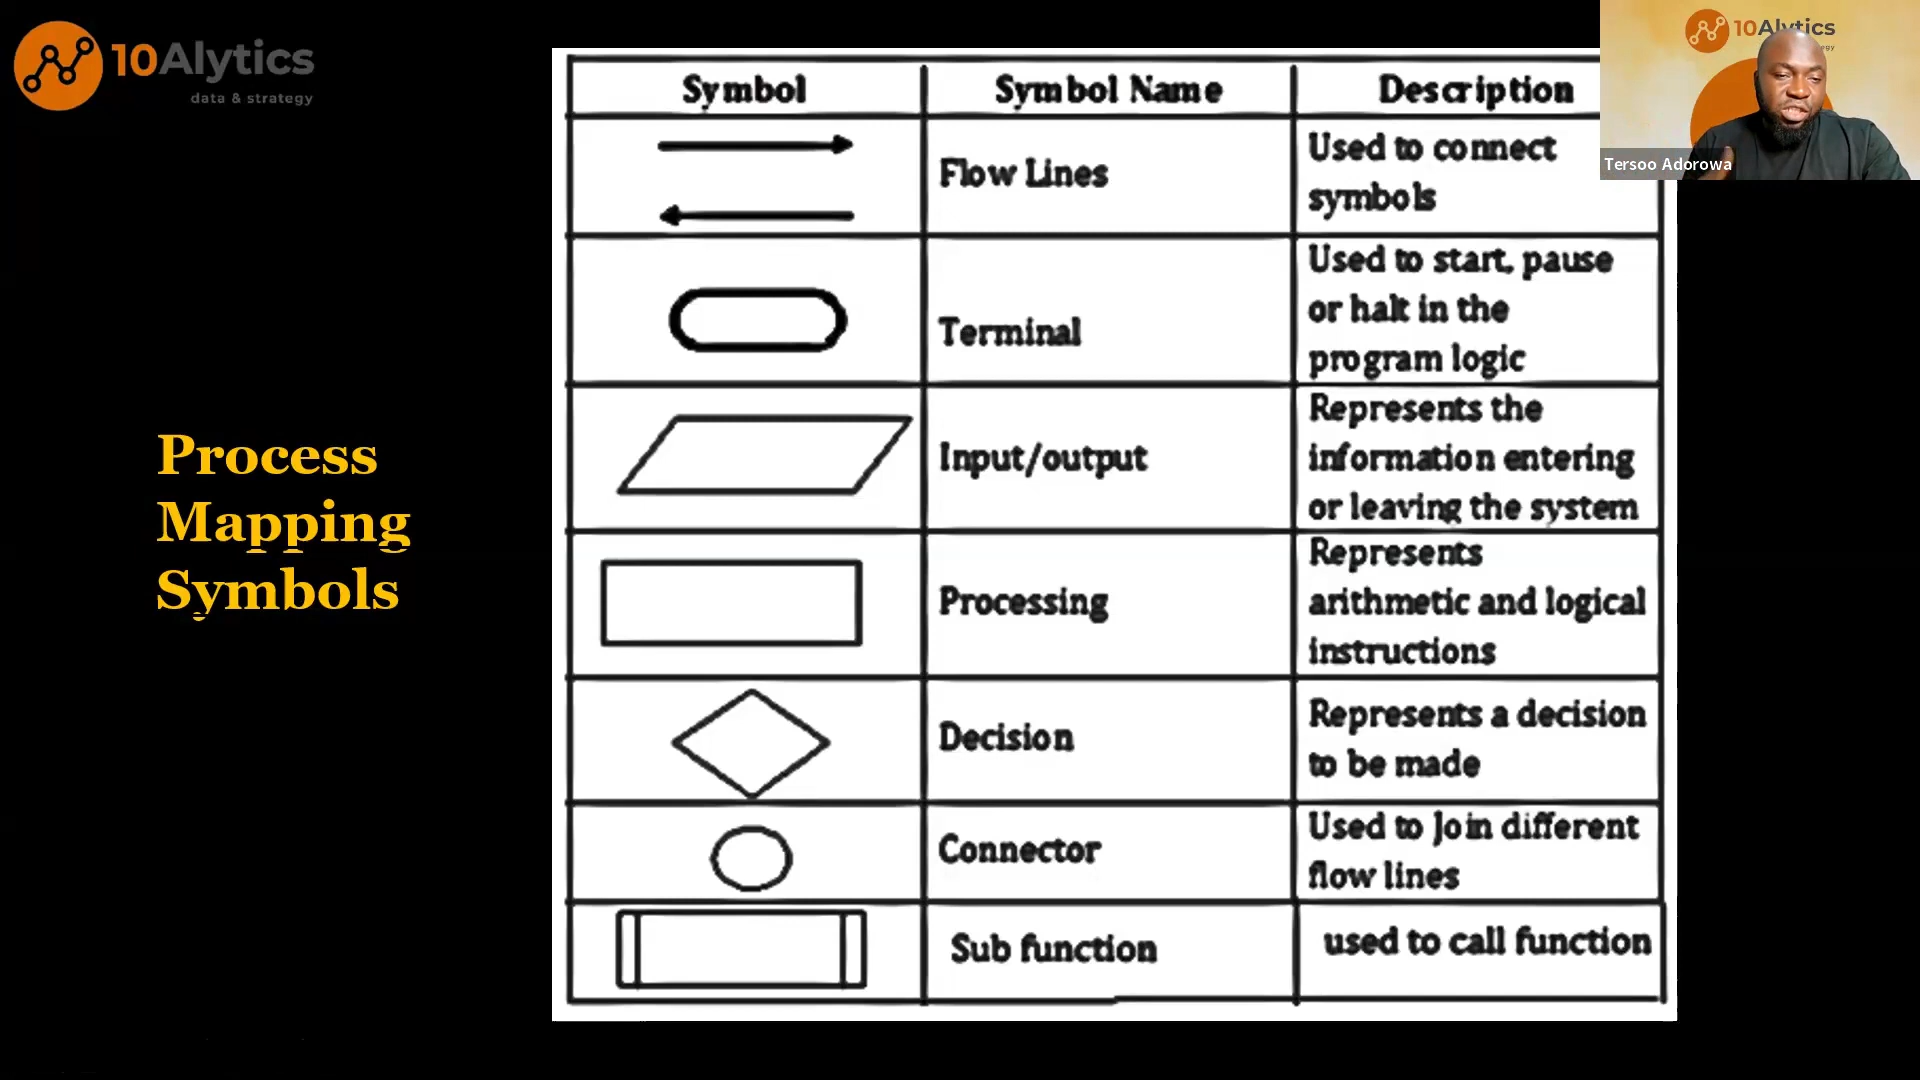 10Alytics
data & strategy
10Alytics
Tersoo Adorowa
Process
Mapping
Symbols
Symbol Symbol Name Description
Flow Lines
Used to connect
symbols
Terminal
Used to start, pause
or halt in the
program logic
Input/output
Represents the
information entering
or leaving the system
Processing
Represents
arithmetic and logical
instructions
Decision
Represents a decision
to be made
Connector
Used to Join different
flow lines
Sub function
used to call function